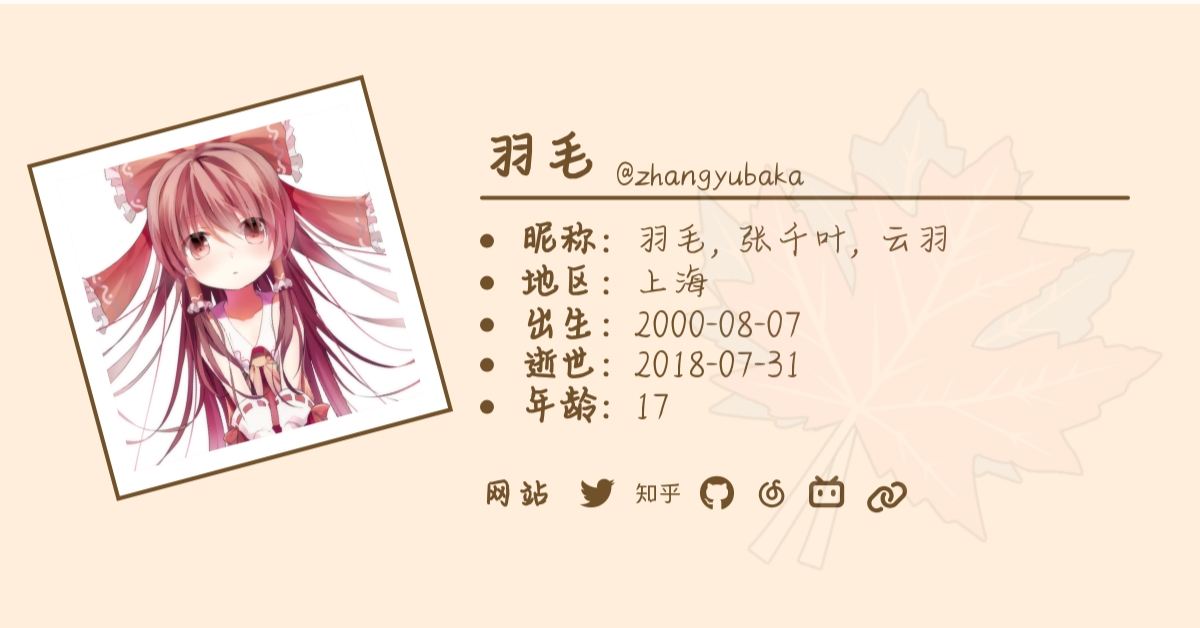 羽毛 @zhangyubaka
昵称: 羽毛, 张千叶, 云羽
地区: 上海
出生: 2000-08-07
逝世: 2018-07-31
年龄: 17
网站 知乎